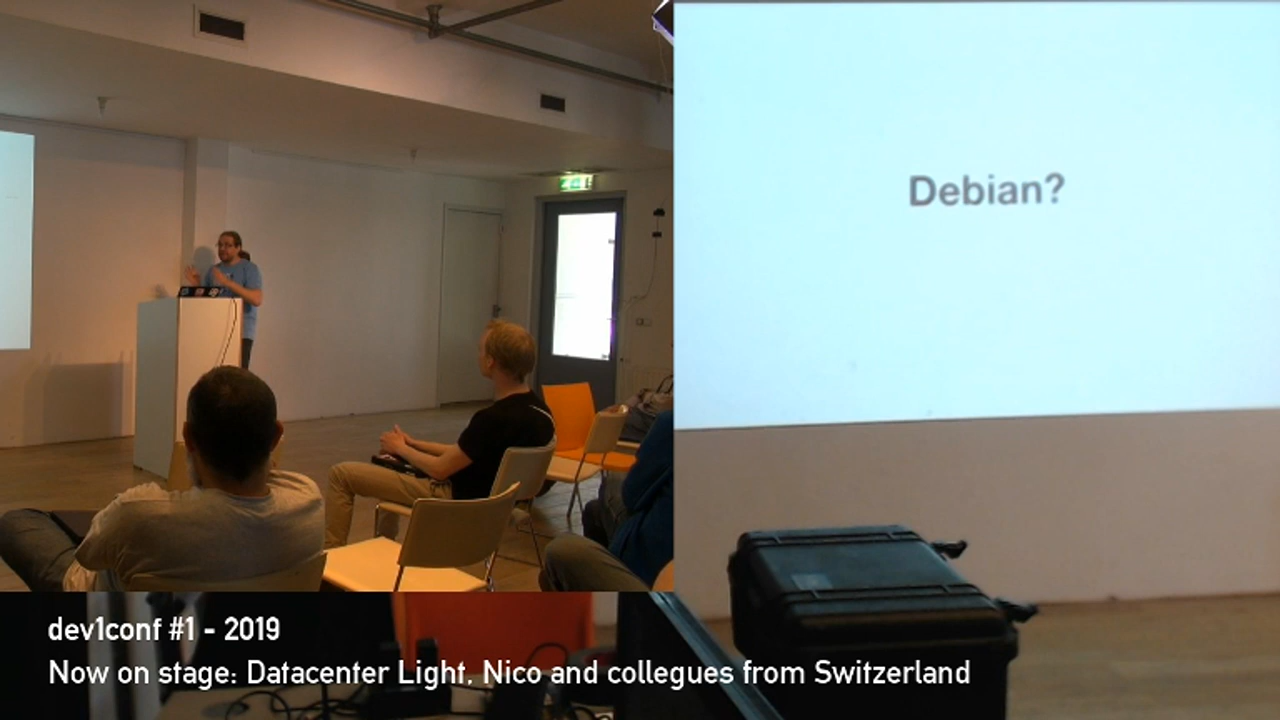 Debian?
dev1conf #1 - 2019
Now on stage: Datacenter Light, Nico and collegues from Switzerland